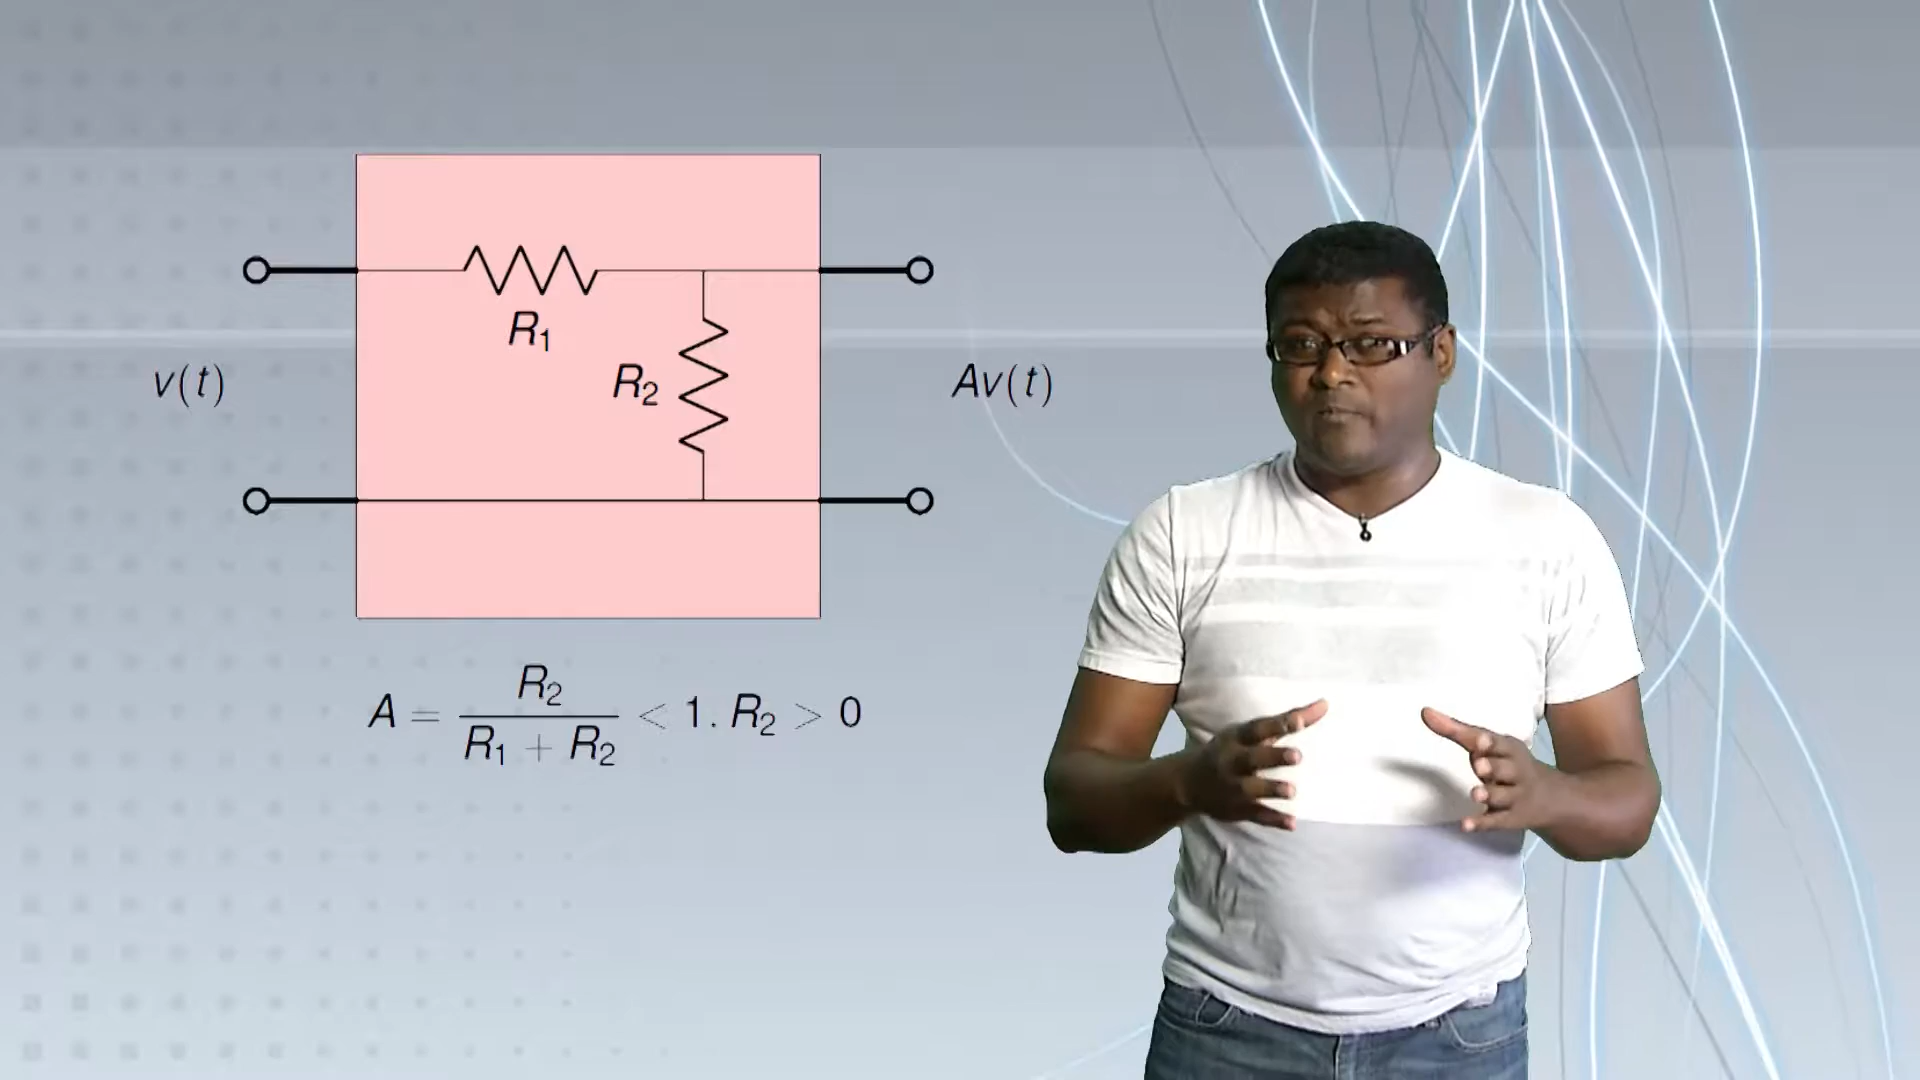 R₁
v(t)
R₂
Av(t)
A = R₂ / (R₁ + R₂) < 1. R₂ > 0